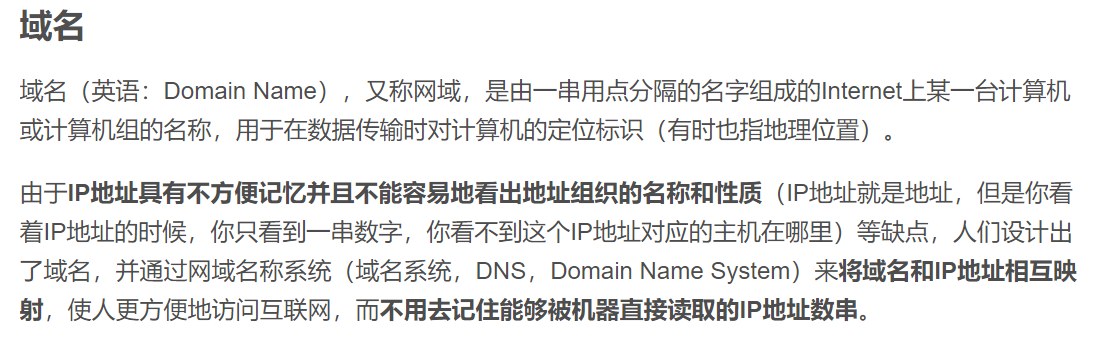 域名
域名（英语：Domain Name），又称网域，是由一串用点分隔的名字组成的Internet上某一台计算机
或计算机组的名称，用于在数据传输时对计算机的定位标识（有时也指地理位置）。
由于IP地址具有不方便记忆并且不能容易地看出地址组织的名称和性质（IP地址就是地址，但是你看
着IP地址的时候，你只看到一串数字，你看不到这个IP地址对应的主机在哪里）等缺点，人们设计出
了域名，并通过网域名称系统（域名系统，DNS，Domain Name System）来将域名和IP地址相互映
射，使人更方便地访问互联网，而不用去记住能够被机器直接读取的IP地址数串。